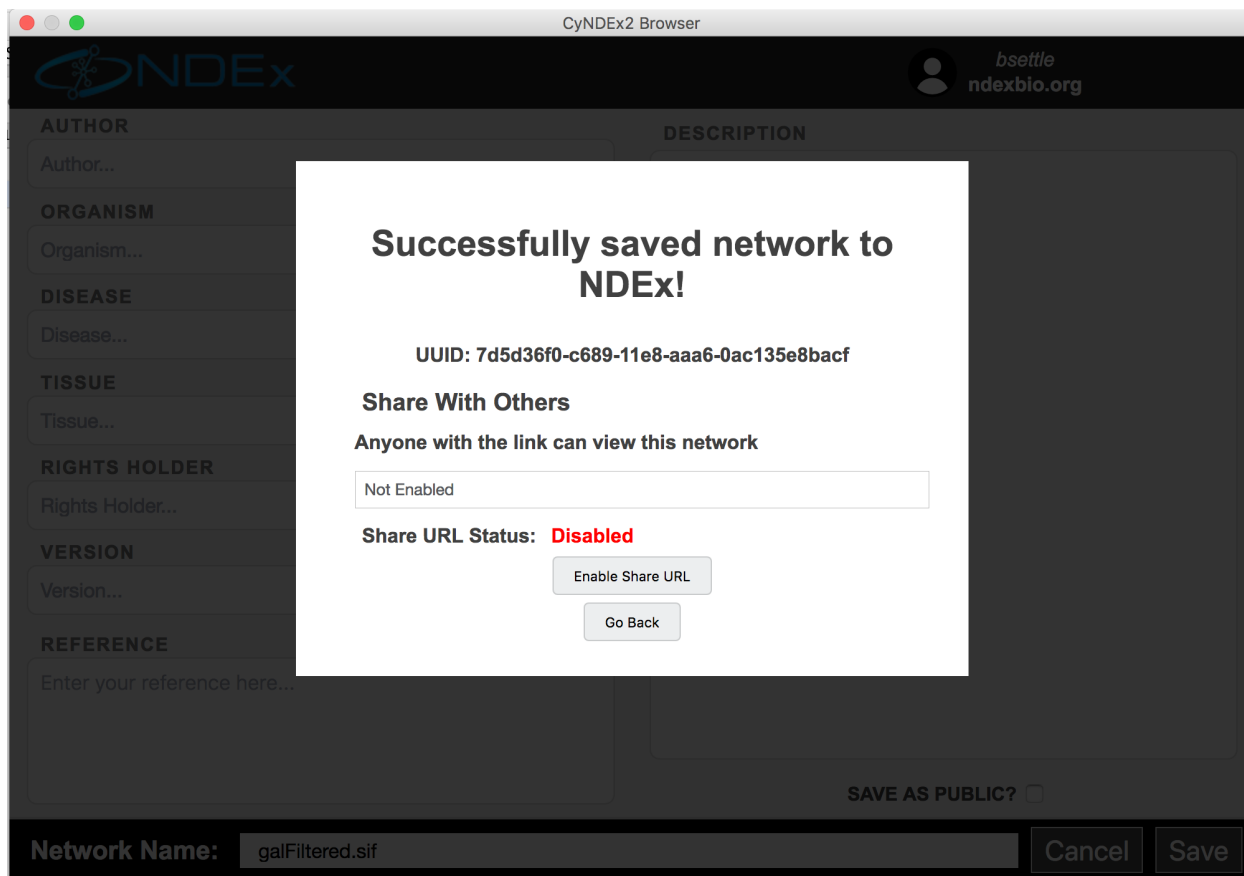 CyNDEx2 Browser
NDEx
bsettle
ndexbio.org
AUTHOR
Author...
ORGANISM
Organism...
DISEASE
Disease...
TISSUE
Tissue...
RIGHTS HOLDER
Rights Holder...
VERSION
Version...
REFERENCE
Enter your reference here...
DESCRIPTION
Successfully saved network to
NDEx!
UUID: 7d5d36f0-c689-11e8-aaa6-0ac135e8bacf
Share With Others
Anyone with the link can view this network
Not Enabled
Share URL Status: Disabled
Enable Share URL
Go Back
SAVE AS PUBLIC?
Network Name: galFiltered.sif Cancel Save